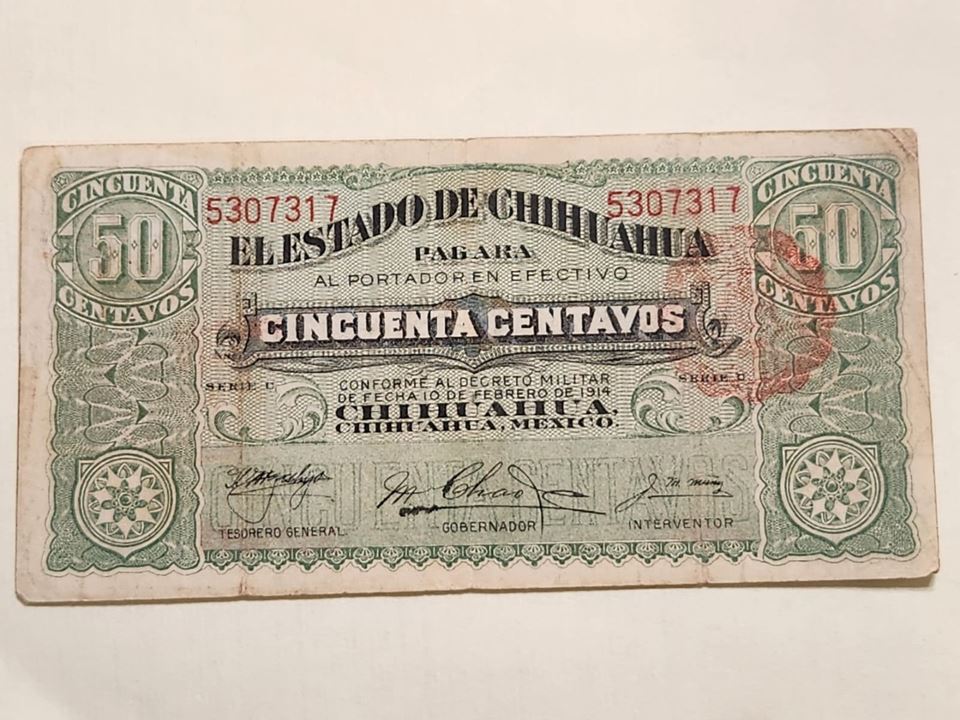 CINCUENTA
50
CENTAVOS
5307317
5307317
CINCUENTA
50
CENTAVOS
EL ESTADO DE CHIHUAHUA
PAGARA
AL PORTADOR EN EFECTIVO
CINCUENTA CENTAVOS
SERIE C
SERIE C
CONFORME AL DECRETO MILITAR
DE FECHA 10 DE FEBRERO DE 1914
CHIHUAHUA,
CHIHUAHUA, MEXICO.
M Chao
TESORERO GENERAL
GOBERNADOR
INTERVENTOR